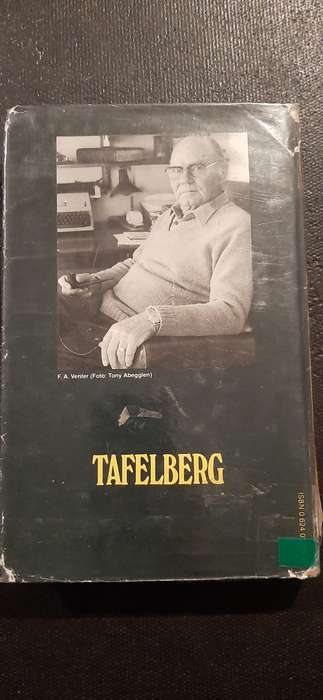 F. A. Venter (Foto: Tony Abegglen)
TAFELBERG
ISBN 0 624 0